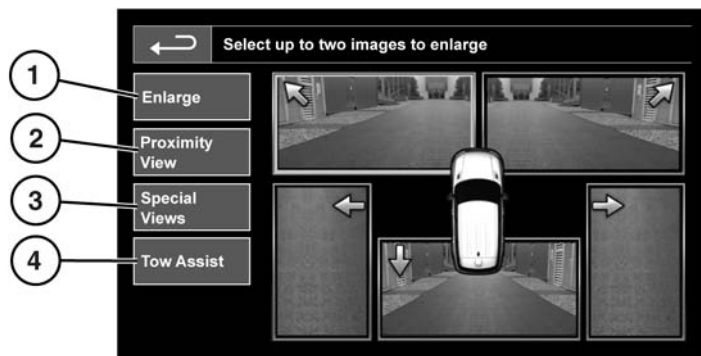 Select up to two images to enlarge
1
Enlarge
2
Proximity
View
3
Special
Views
4
Tow Assist